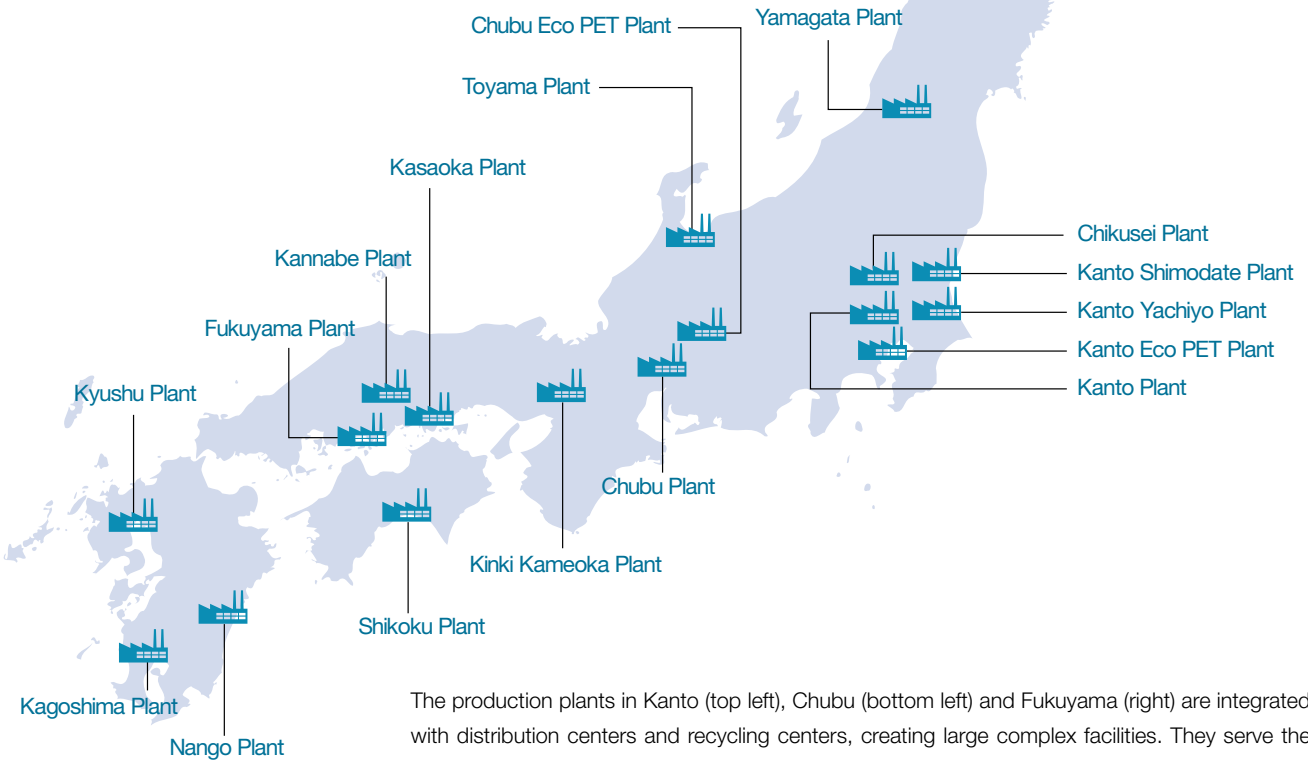 Chubu Eco PET Plant
Yamagata Plant
Toyama Plant
Kasaoka Plant
Chikusei Plant
Kannabe Plant
Kanto Shimodate Plant
Kanto Yachiyo Plant
Fukuyama Plant
Kanto Eco PET Plant
Kyushu Plant
Kanto Plant
Chubu Plant
Kinki Kameoka Plant
Shikoku Plant
Kagoshima Plant
Nango Plant
The production plants in Kanto (top left), Chubu (bottom left) and Fukuyama (right) are integrated
with distribution centers and recycling centers, creating large complex facilities. They serve the